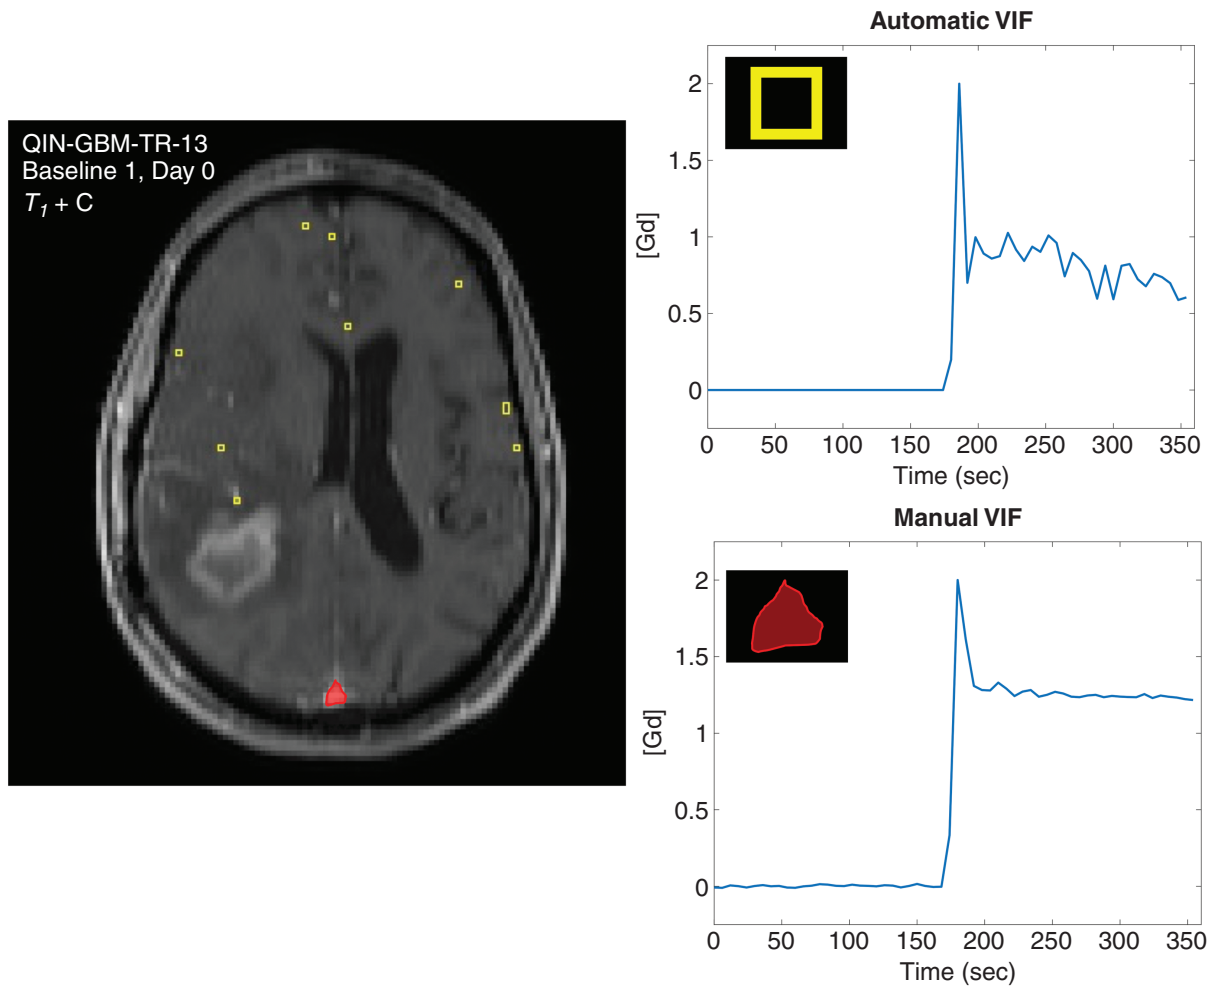 QIN-GBM-TR-13
Baseline 1, Day 0
T1 + C
Automatic VIF
2
1.5
1
0.5
0
[Gd]
0 50 100 150 200 250 300 350
Time (sec)
Manual VIF
2
1.5
1
0.5
0
[Gd]
0 50 100 150 200 250 300 350
Time (sec)